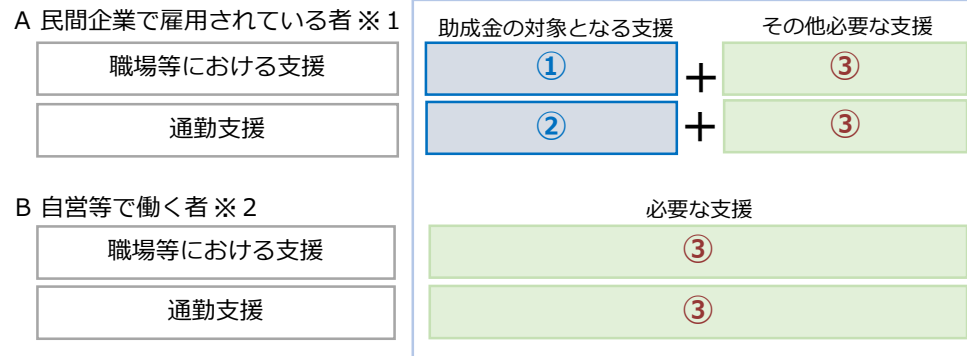 A 民間企業で雇用されている者※1
助成金の対象となる支援 その他必要な支援
職場等における支援 ① + ③
通勤支援 ② + ③
B 自営等で働く者※2
必要な支援
職場等における支援 ③
通勤支援 ③